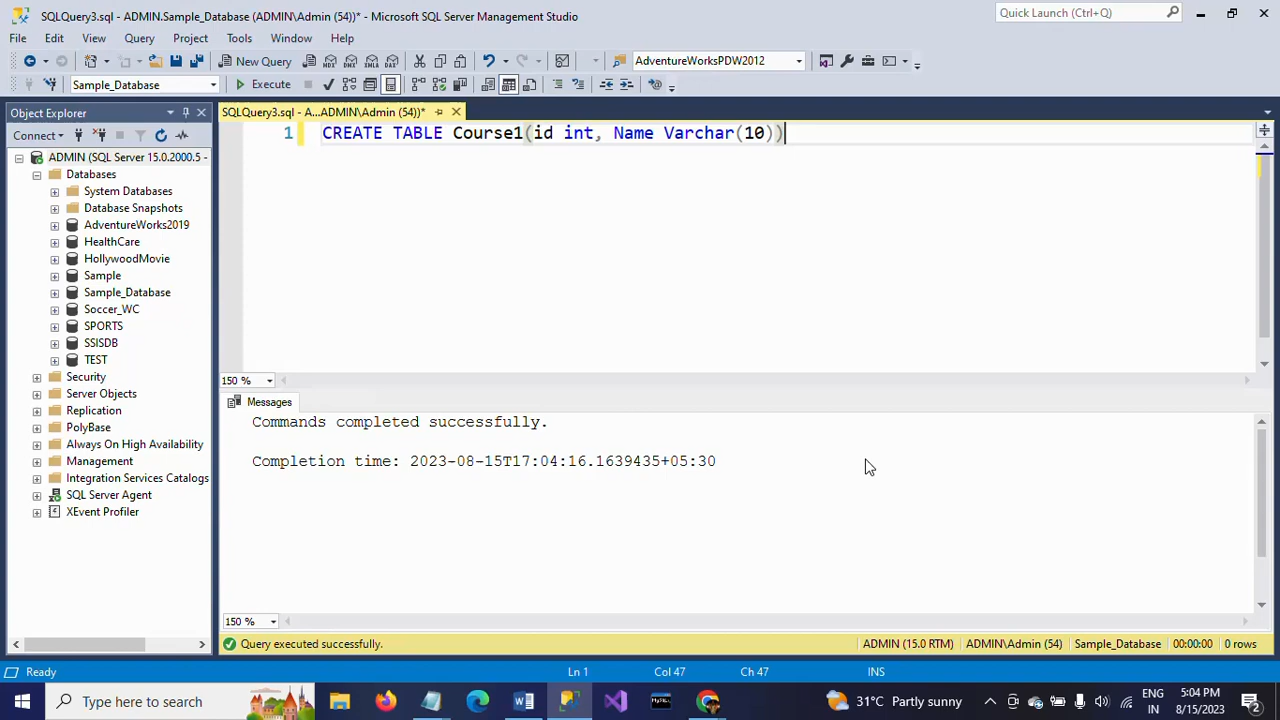 SQLQuery3.sql - ADMIN.Sample_Database (ADMIN\Admin (54))* - Microsoft SQL Server Management Studio
Quick Launch (Ctrl+Q)
File Edit View Query Project Tools Window Help
New Query AdventureWorksPDW2012
Sample_Database Execute
Object Explorer
SQLQuery3.sql - A...ADMIN\Admin (54))*
Connect
1 CREATE TABLE Course1(id int, Name Varchar(10))
ADMIN (SQL Server 15.0.2000.5 -
Databases
System Databases
Database Snapshots
AdventureWorks2019
HealthCare
HollywoodMovie
Sample
Sample_Database
Soccer_WC
SPORTS
SSISDB
TEST
Security
Server Objects
Replication
PolyBase
Always On High Availability
Management
Integration Services Catalogs
SQL Server Agent
XEvent Profiler
150 %
Messages
Commands completed successfully.
Completion time: 2023-08-15T17:04:16.1639435+05:30
150 %
Query executed successfully. ADMIN (15.0 RTM) ADMIN\Admin (54) Sample_Database 00:00:00 0 rows
Ready Ln 1 Col 47 Ch 47 INS
Type here to search
31°C Partly sunny
ENG
IN
5:04 PM
8/15/2023
2